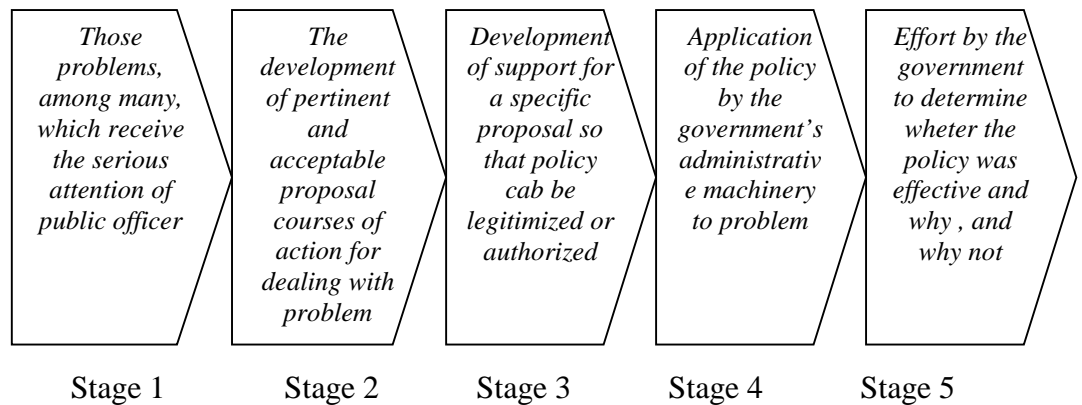 Those
problems,
among many,
which receive
the serious
attention of
public officer
The
development
of pertinent
and
acceptable
proposal
courses of
action for
dealing with
problem
Development
of support for
a specific
proposal so
that policy
cab be
legitimized or
authorized
Application
of the policy
by the
government’s
administrativ
e machinery
to problem
Effort by the
government
to determine
wheter the
policy was
effective and
why , and
why not
Stage 1
Stage 2
Stage 3
Stage 4
Stage 5